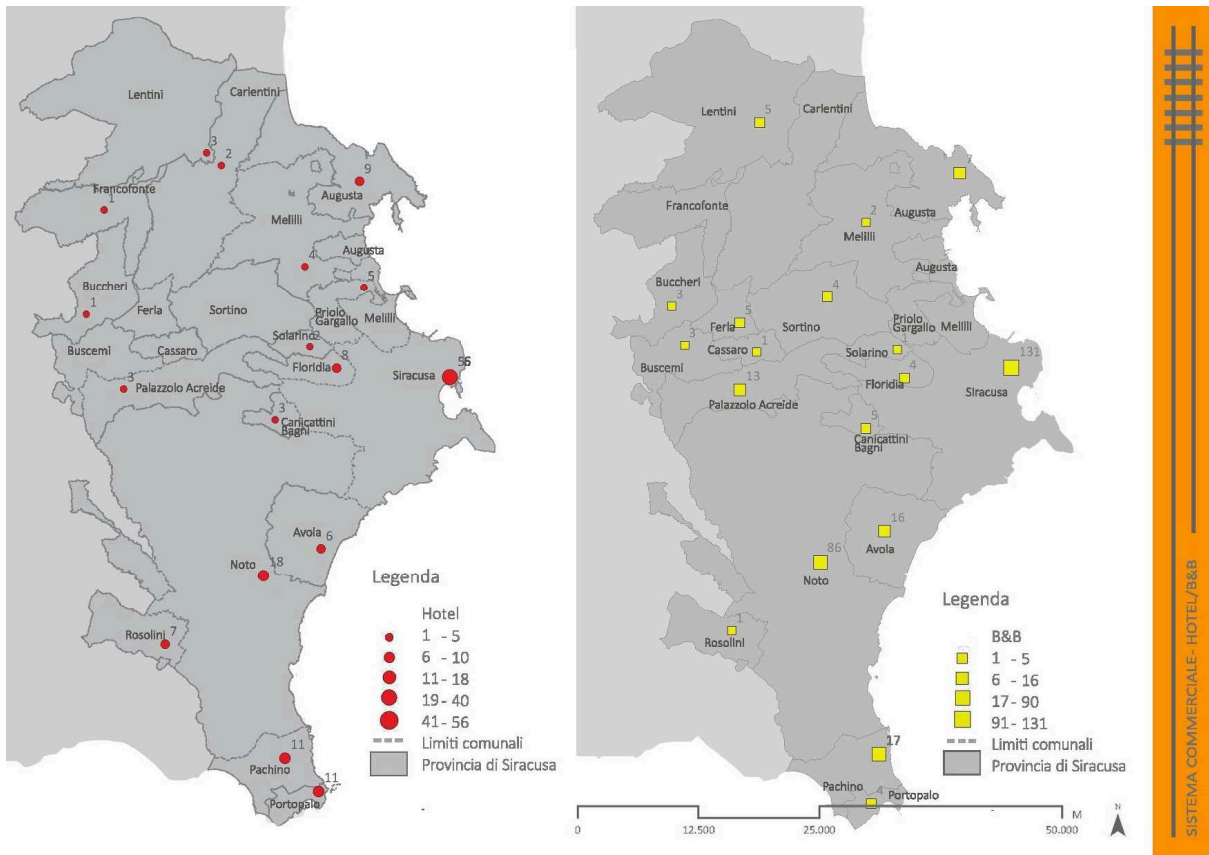 Lentini
Carlentini
3
2
9
Francofonte
1
Augusta
Melilli
Augusta
4
5
Buccheri
1
Ferla
Sortino
Priolo
Gargallo
Melilli
Solarino
2
Buscemi
Cassaro
Floridia
8
Siracusa
56
3
Palazzolo Acreide
3
Canicattini
Bagni
Avola
6
Noto
18
Rosolini
7
11
Pachino
11
Portopalo
Legenda
Hotel
1 - 5
6 - 10
11 - 18
19 - 40
41 - 56
Limiti comunali
Provincia di Siracusa
Lentini
5
Carlentini
Francofonte
Augusta
2
Melilli
Augusta
Buccheri
3
4
Ferla
5
Sortino
Priolo
Gargallo
Melilli
3
Buscemi
Cassaro
1
Solarino
1
131
Siracusa
13
Palazzolo Acreide
Floridia
4
5
Canicattini
Bagni
16
Avola
86
Noto
1
Rosolini
17
Pachino
4
Portopalo
Legenda
B&B
1 - 5
6 - 16
17 - 90
91 - 131
Limiti comunali
Provincia di Siracusa
M
0
12.500
25.000
50.000
N
SISTEMA COMMERCIALE - HOTEL/B&B